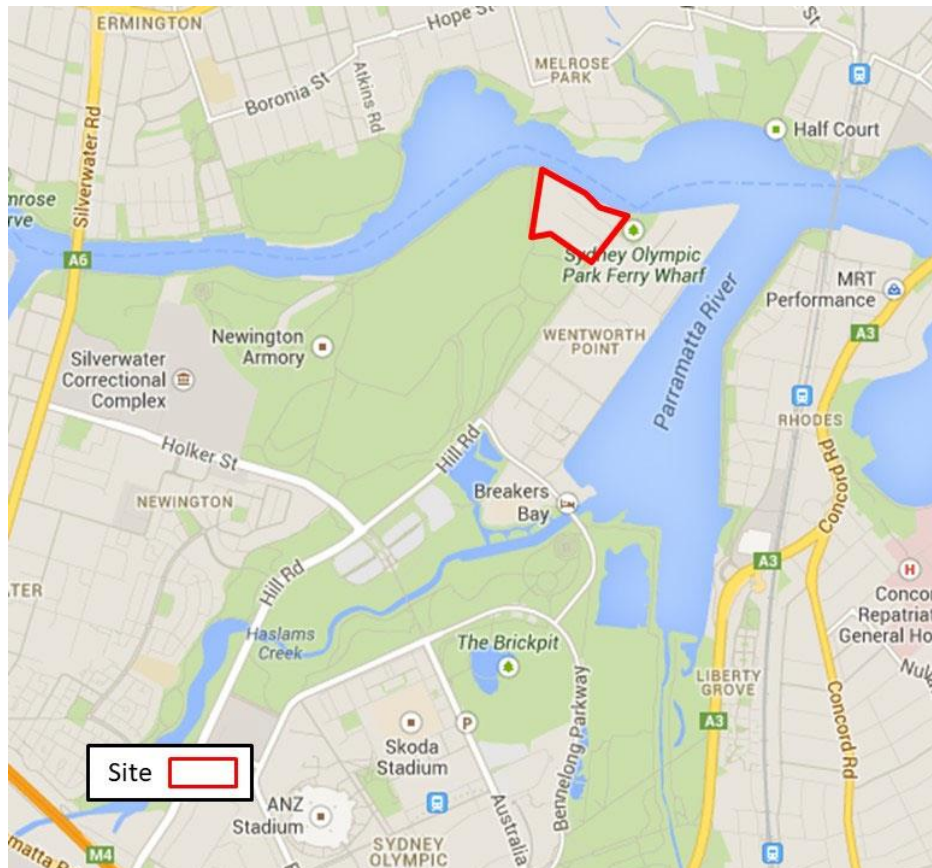 ERMINGTON
Hope St
MELROSE
PARK
Boronia St
Atkins Rd
Half Court
Silverwater Rd
A6
Sydney Olympic
Park Ferry Wharf
MRT
Performance
A3
Newington
Armory
WENTWORTH
POINT
Parramatta River
Silverwater
Correctional
Complex
RHODES
Concord Rd
Holker St
Hill Rd
NEWINGTON
Breakers
Bay
A3
H
Hill Rd
General Ho
Haslams
Creek
The Brickpit
LIBERTY
GROVE
Bennelong Parkway
A3
Concord Rd
Site
Skoda
Stadium
P
ANZ
Stadium
Australia
SYDNEY
OLYMPIC
M4